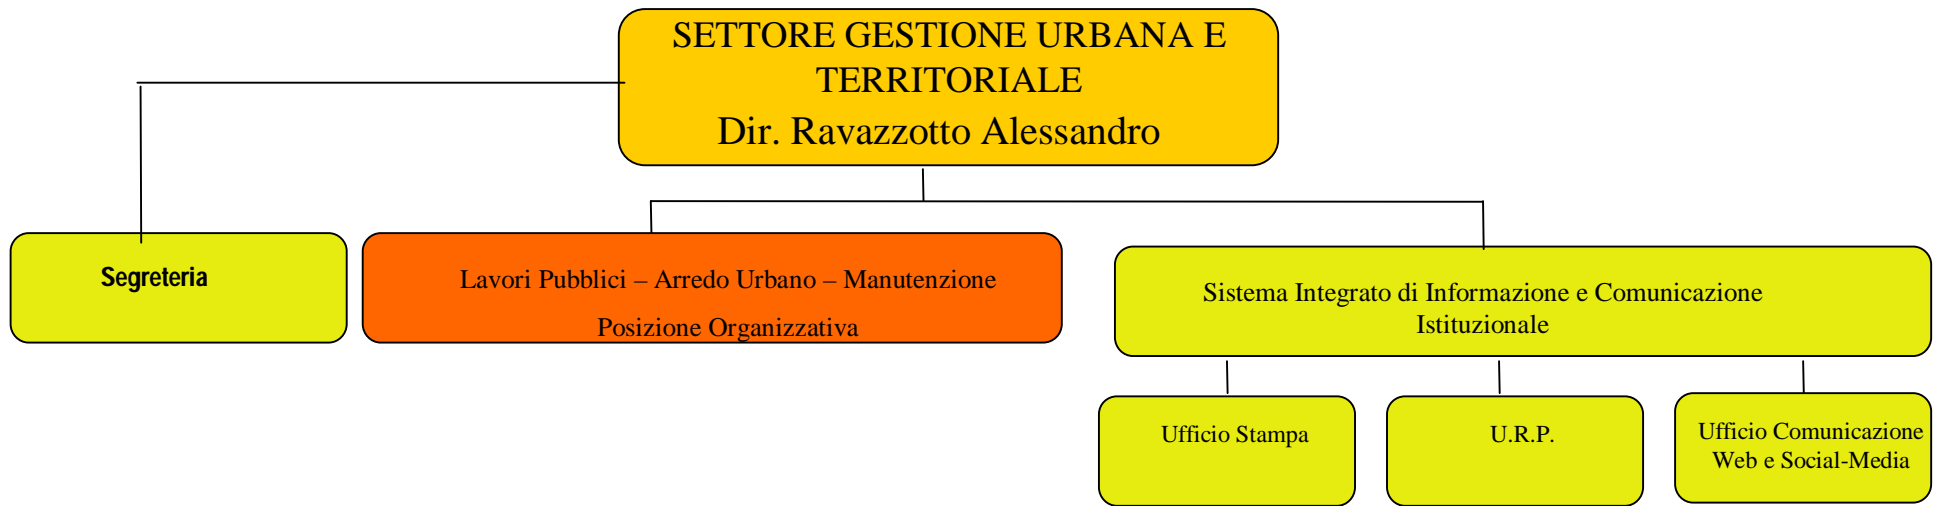 SETTORE GESTIONE URBANA E
TERRITORIALE
Dir. Ravazzotto Alessandro
Segreteria
Lavori Pubblici – Arredo Urbano – Manutenzione
Posizione Organizzativa
Sistema Integrato di Informazione e Comunicazione
Istituzionale
Ufficio Stampa
U.R.P.
Ufficio Comunicazione
Web e Social-Media